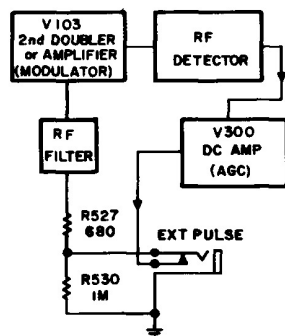 V103
2nd DOUBLER
or AMPLIFIER
(MODULATOR)
RF
DETECTOR
RF
FILTER
V300
DC AMP
(AGC)
R527
680
EXT PULSE
R530
1M